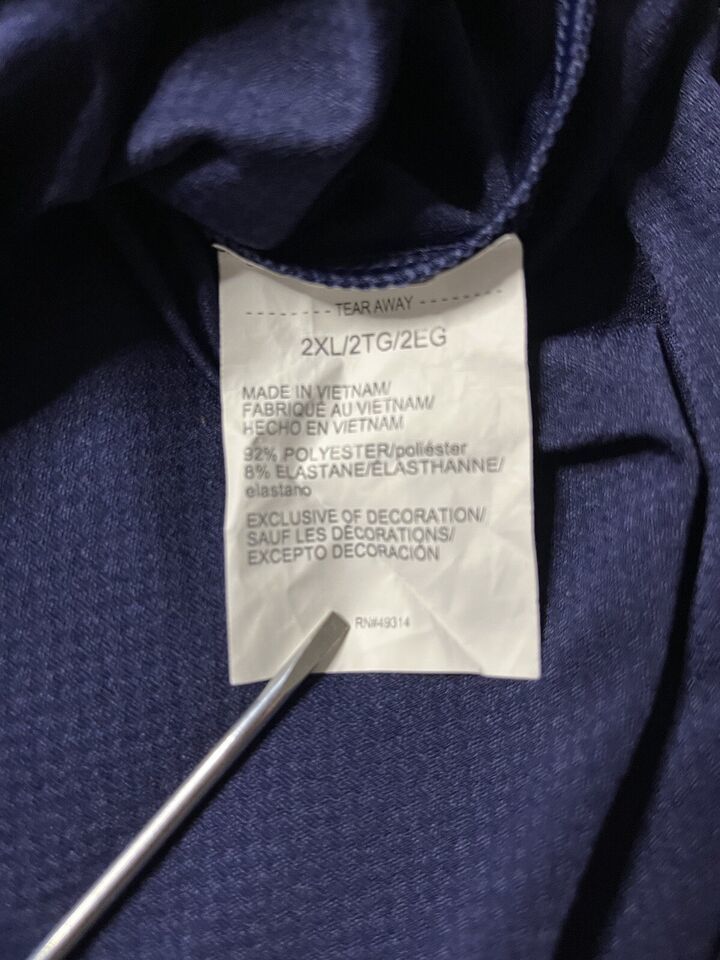 -------- TEAR AWAY --------
2XL/2TG/2EG
MADE IN VIETNAM/
FABRIQUÉ AU VIETNAM/
HECHO EN VIETNAM
92% POLYESTER/poliéster
8% ELASTANE/ÉLASTHANNE/
elastano
EXCLUSIVE OF DECORATION/
SAUF LES DÉCORATIONS/
EXCEPTO DECORACIÓN
RN#49314